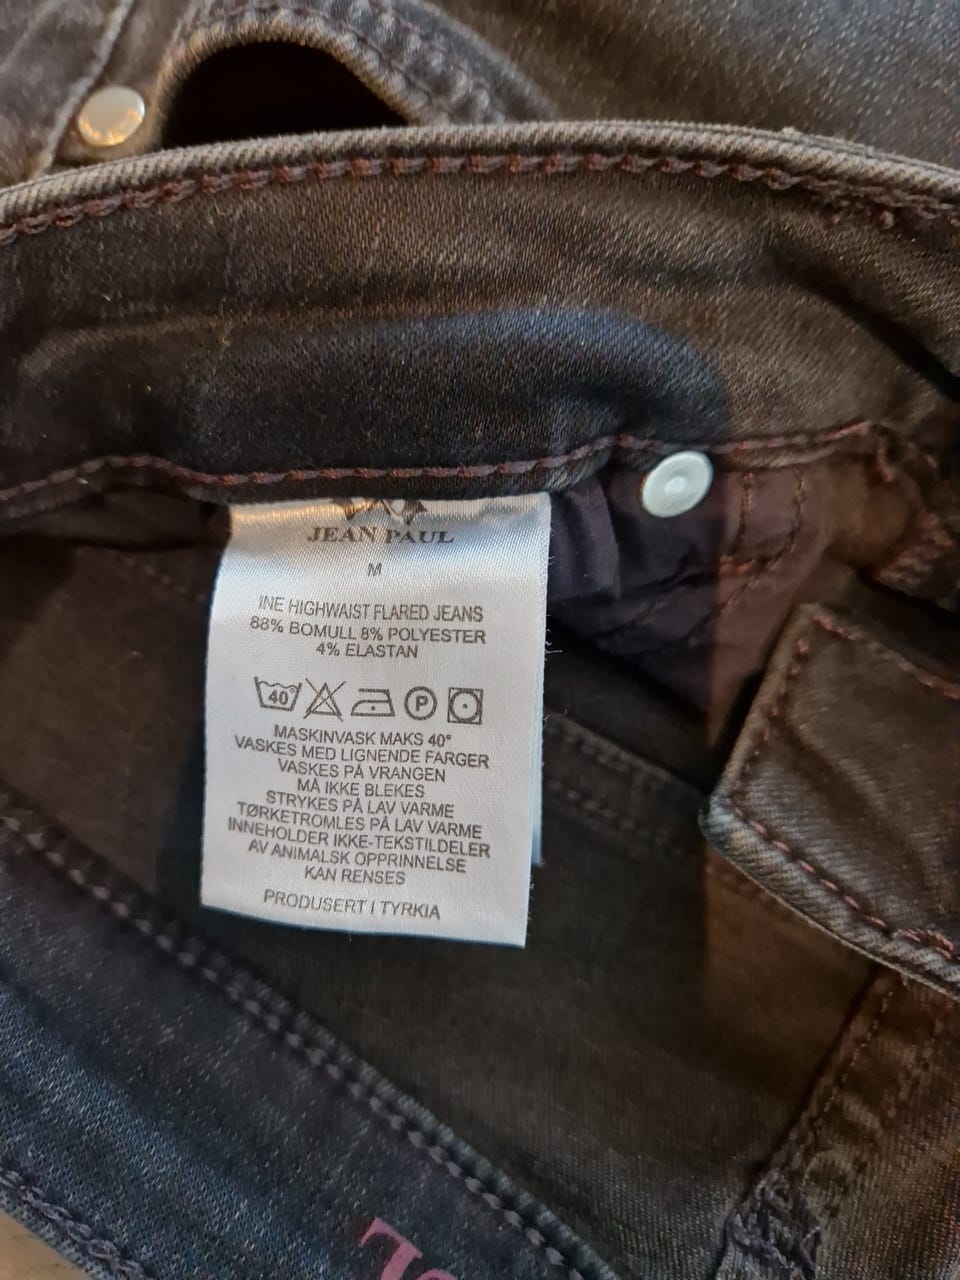 JEAN PAUL
M
INE HIGHWAIST FLARED JEANS
88% BOMULL 8% POLYESTER
4% ELASTAN
40° P
MASKINVASK MAKS 40°
VASKES MED LIGNENDE FARGER
VASKES PÅ VRANGEN
MÅ IKKE BLEKES
STRYKES PÅ LAV VARME
TØRKETROMLES PÅ LAV VARME
INNEHOLDER IKKE-TEKSTILDELER
AV ANIMALSK OPPRINNELSE
KAN RENSES
PRODUSERT I TYRKIA